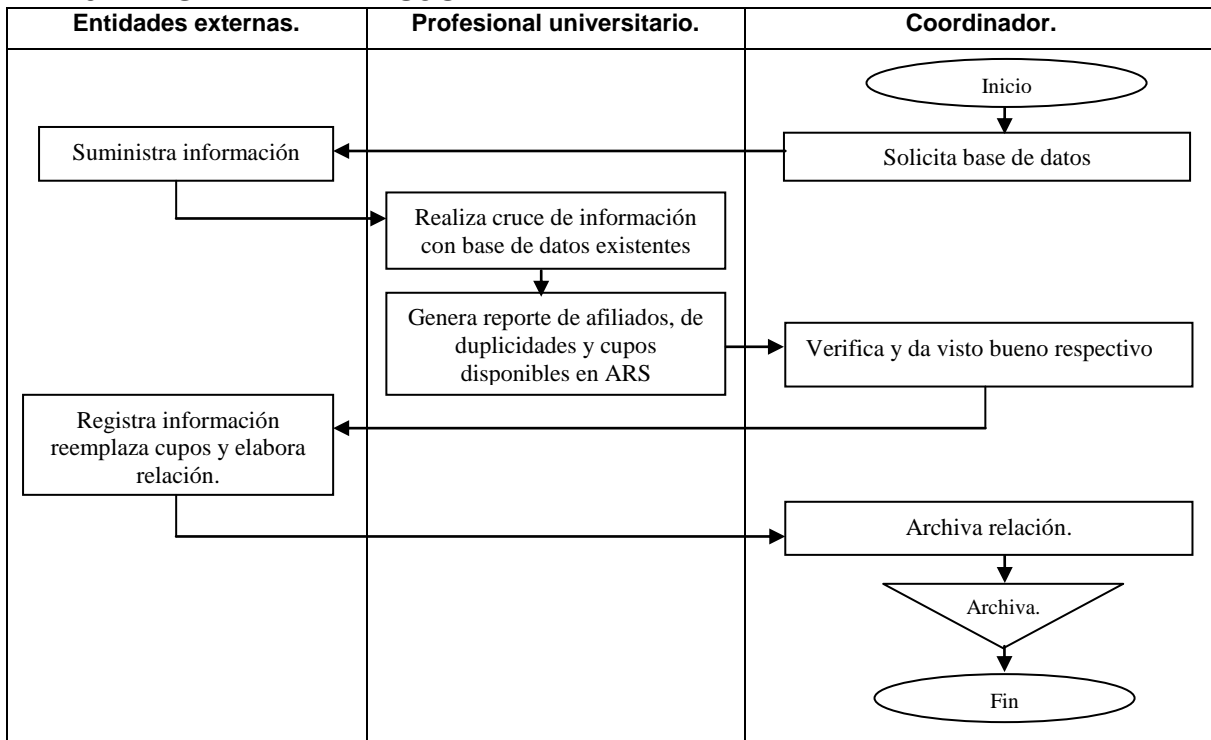 Entidades externas.
Profesional universitario.
Coordinador.
Inicio
Solicita base de datos
Suministra información
Realiza cruce de información
con base de datos existentes
Genera reporte de afiliados, de
duplicidades y cupos
disponibles en ARS
Verifica y da visto bueno respectivo
Registra información
reemplaza cupos y elabora
relación.
Archiva relación.
Archiva.
Fin